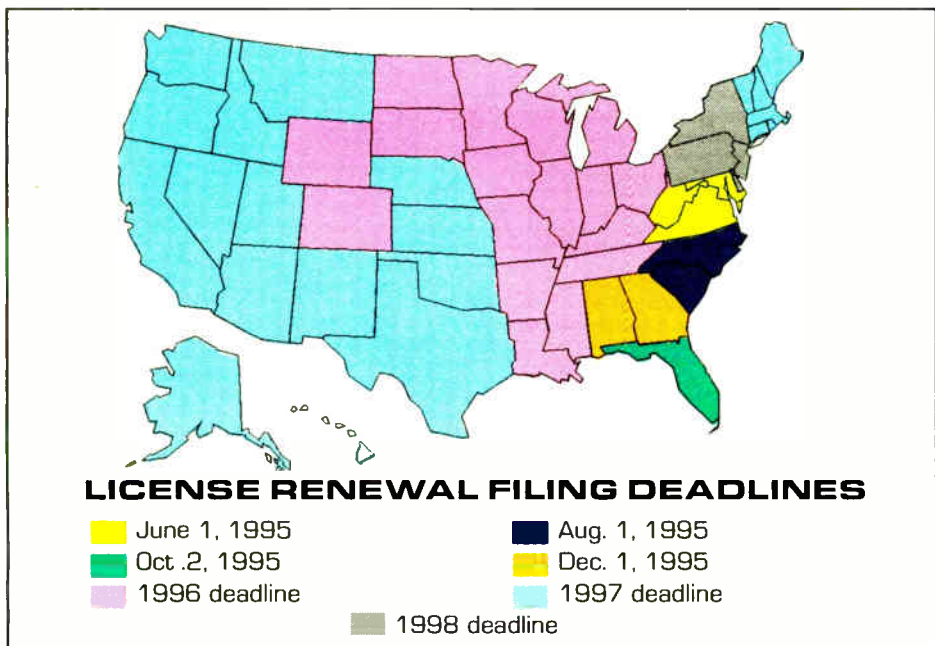 LICENSE RENEWAL FILING DEADLINES
June 1, 1995
Aug. 1, 1995
Oct .2, 1995
Dec. 1, 1995
1996 deadline
1997 deadline
1998 deadline